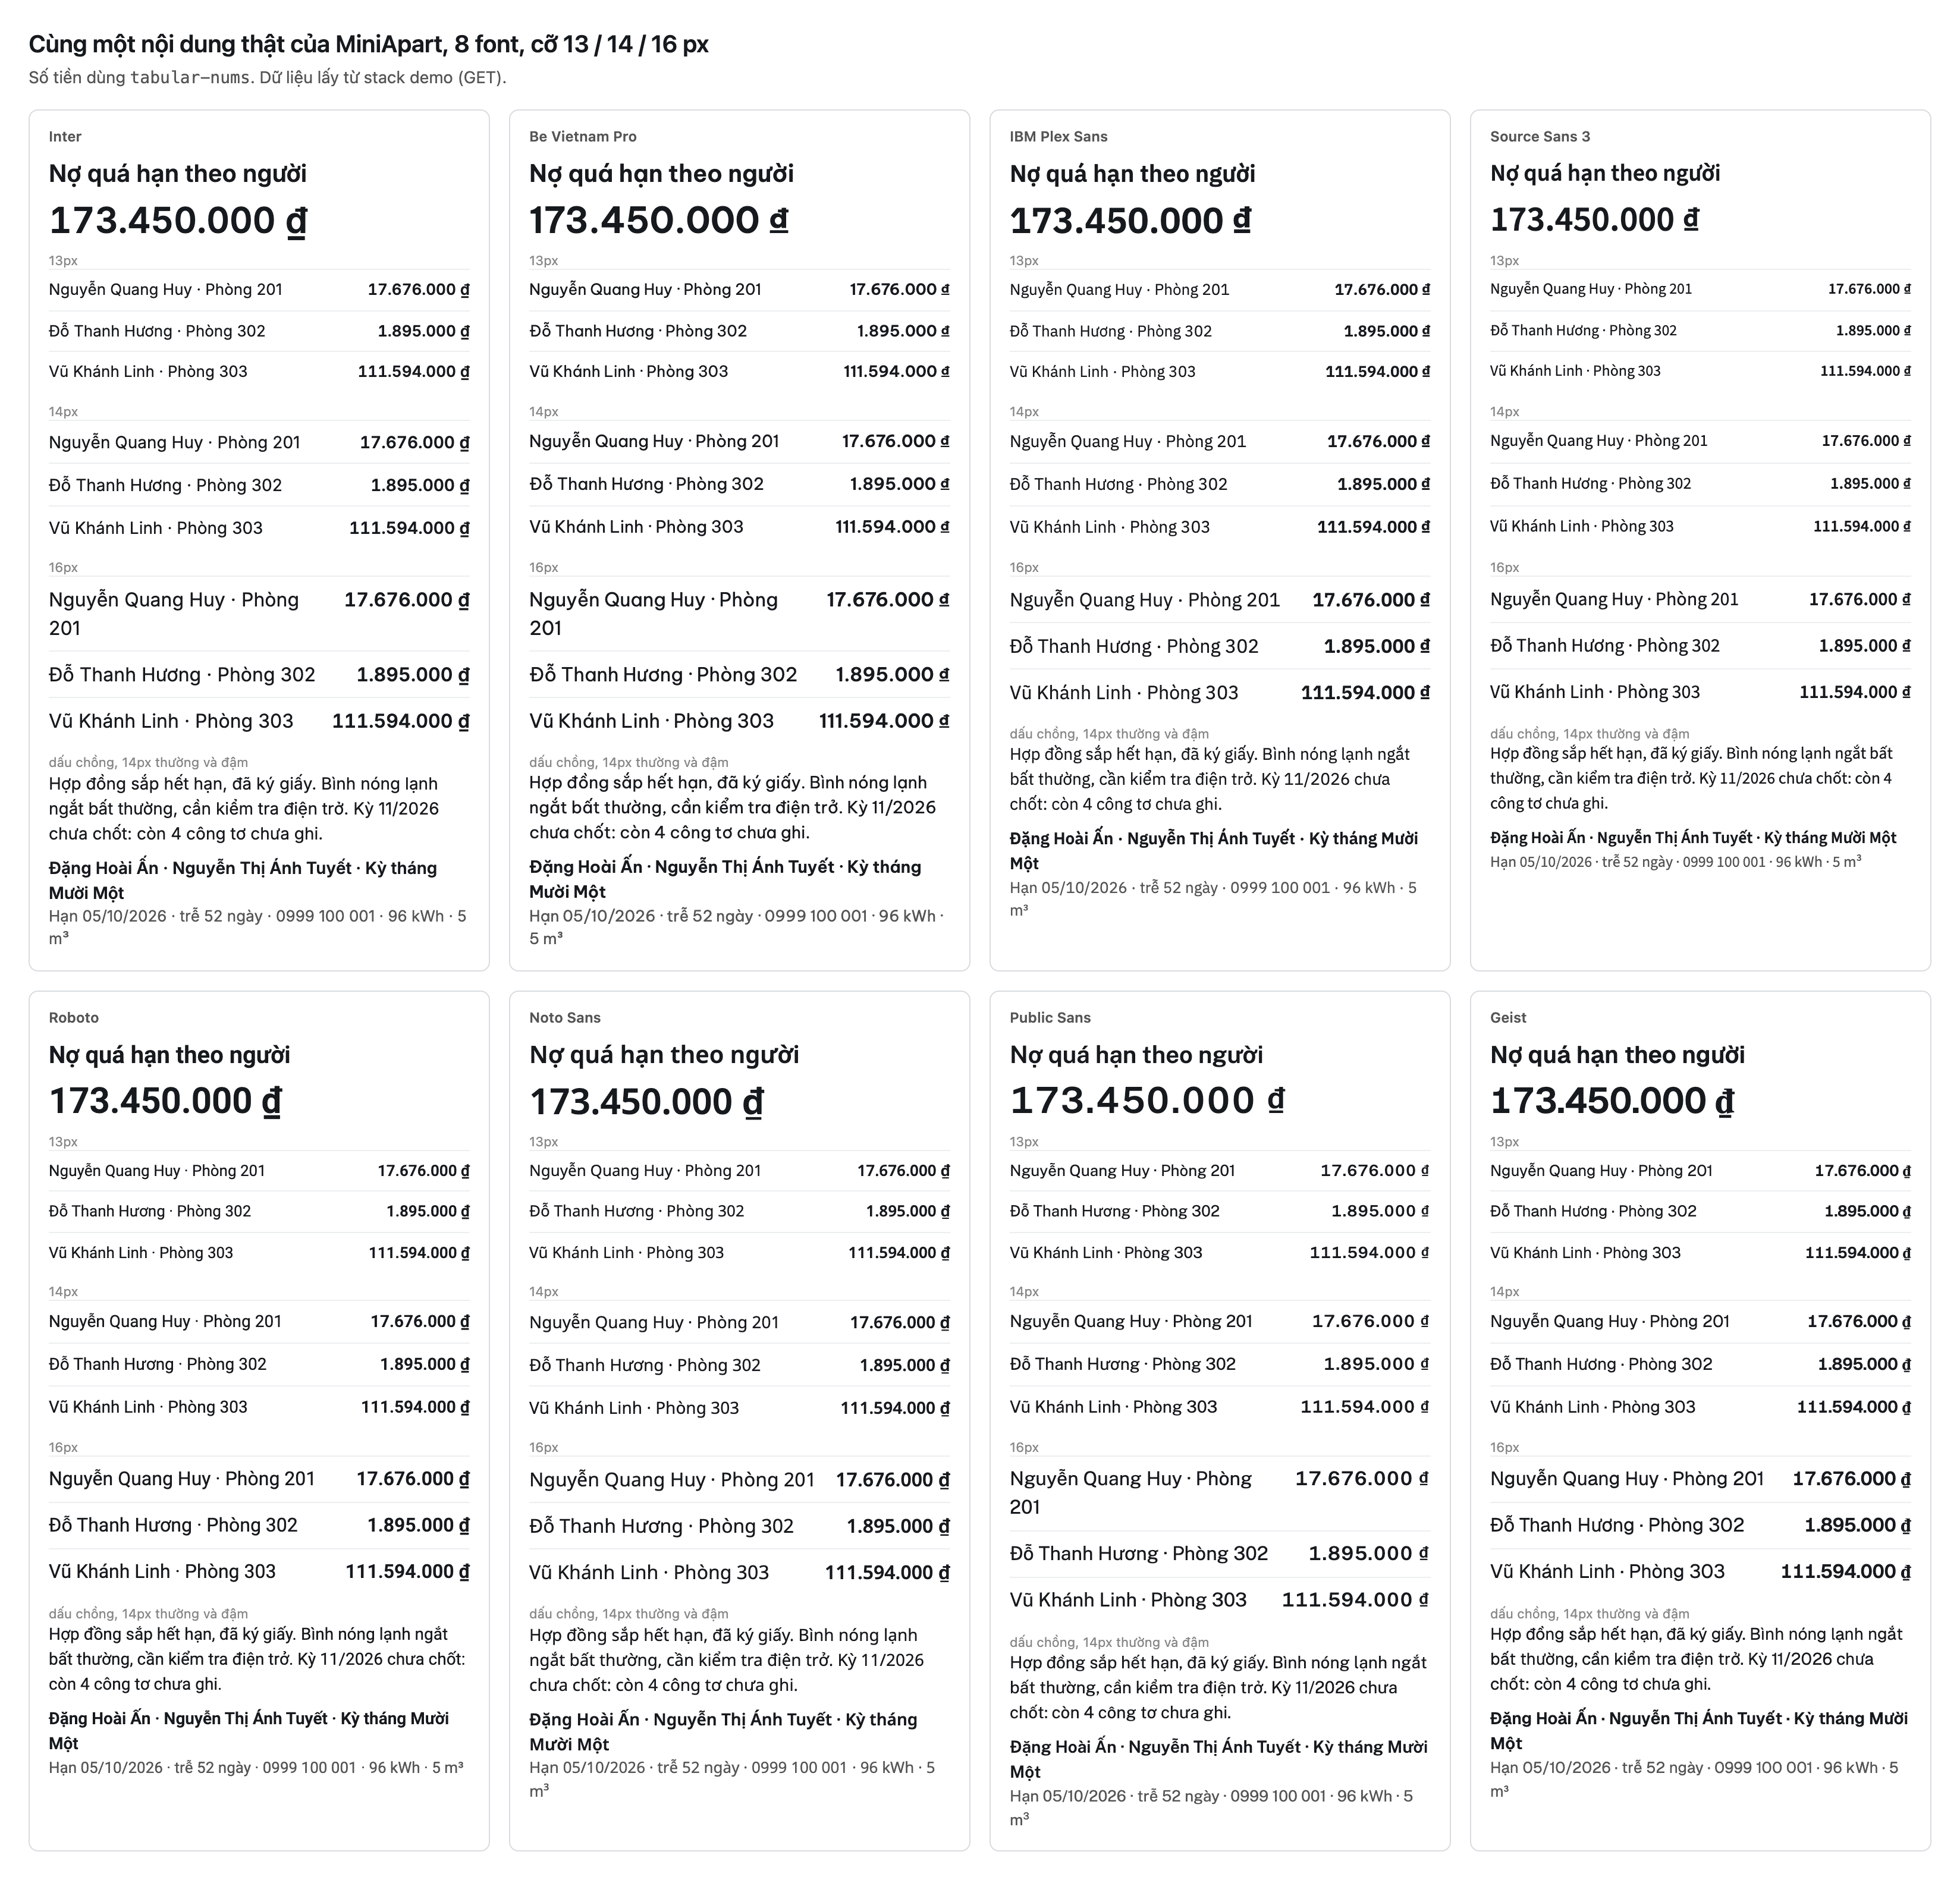 Cùng một nội dung thật của MiniApart, 8 font, cỡ 13 / 14 / 16 px
Số tiền dùng tabular-nums. Dữ liệu lấy từ stack demo (GET).
Inter
Nợ quá hạn theo người
173.450.000 ₫
13px
Nguyễn Quang Huy · Phòng 201 17.676.000 ₫
Đỗ Thanh Hương · Phòng 302 1.895.000 ₫
Vũ Khánh Linh · Phòng 303 111.594.000 ₫
14px
Nguyễn Quang Huy · Phòng 201 17.676.000 ₫
Đỗ Thanh Hương · Phòng 302 1.895.000 ₫
Vũ Khánh Linh · Phòng 303 111.594.000 ₫
16px
Nguyễn Quang Huy · Phòng 17.676.000 ₫
201
Đỗ Thanh Hương · Phòng 302 1.895.000 ₫
Vũ Khánh Linh · Phòng 303 111.594.000 ₫
dấu chồng, 14px thường và đậm
Hợp đồng sắp hết hạn, đã ký giấy. Bình nóng lạnh
ngắt bất thường, cần kiểm tra điện trở. Kỳ 11/2026
chưa chốt: còn 4 công tơ chưa ghi.
Đặng Hoài Ấn · Nguyễn Thị Ánh Tuyết · Kỳ tháng
Mười Một
Hạn 05/10/2026 · trễ 52 ngày · 0999 100 001 · 96 kWh · 5
m³
Be Vietnam Pro
Nợ quá hạn theo người
173.450.000 ₫
13px
Nguyễn Quang Huy · Phòng 201 17.676.000 ₫
Đỗ Thanh Hương · Phòng 302 1.895.000 ₫
Vũ Khánh Linh · Phòng 303 111.594.000 ₫
14px
Nguyễn Quang Huy · Phòng 201 17.676.000 ₫
Đỗ Thanh Hương · Phòng 302 1.895.000 ₫
Vũ Khánh Linh · Phòng 303 111.594.000 ₫
16px
Nguyễn Quang Huy · Phòng 17.676.000 ₫
201
Đỗ Thanh Hương · Phòng 302 1.895.000 ₫
Vũ Khánh Linh · Phòng 303 111.594.000 ₫
dấu chồng, 14px thường và đậm
Hợp đồng sắp hết hạn, đã ký giấy. Bình nóng lạnh
ngắt bất thường, cần kiểm tra điện trở. Kỳ 11/2026
chưa chốt: còn 4 công tơ chưa ghi.
Đặng Hoài Ấn · Nguyễn Thị Ánh Tuyết · Kỳ tháng
Mười Một
Hạn 05/10/2026 · trễ 52 ngày · 0999 100 001 · 96 kWh ·
5 m³
IBM Plex Sans
Nợ quá hạn theo người
173.450.000 ₫
13px
Nguyễn Quang Huy · Phòng 201 17.676.000 ₫
Đỗ Thanh Hương · Phòng 302 1.895.000 ₫
Vũ Khánh Linh · Phòng 303 111.594.000 ₫
14px
Nguyễn Quang Huy · Phòng 201 17.676.000 ₫
Đỗ Thanh Hương · Phòng 302 1.895.000 ₫
Vũ Khánh Linh · Phòng 303 111.594.000 ₫
16px
Nguyễn Quang Huy · Phòng 201 17.676.000 ₫
Đỗ Thanh Hương · Phòng 302 1.895.000 ₫
Vũ Khánh Linh · Phòng 303 111.594.000 ₫
dấu chồng, 14px thường và đậm
Hợp đồng sắp hết hạn, đã ký giấy. Bình nóng lạnh ngắt
bất thường, cần kiểm tra điện trở. Kỳ 11/2026 chưa
chốt: còn 4 công tơ chưa ghi.
Đặng Hoài Ấn · Nguyễn Thị Ánh Tuyết · Kỳ tháng Mười
Một
Hạn 05/10/2026 · trễ 52 ngày · 0999 100 001 · 96 kWh · 5
m³
Source Sans 3
Nợ quá hạn theo người
173.450.000 ₫
13px
Nguyễn Quang Huy · Phòng 201 17.676.000 ₫
Đỗ Thanh Hương · Phòng 302 1.895.000 ₫
Vũ Khánh Linh · Phòng 303 111.594.000 ₫
14px
Nguyễn Quang Huy · Phòng 201 17.676.000 ₫
Đỗ Thanh Hương · Phòng 302 1.895.000 ₫
Vũ Khánh Linh · Phòng 303 111.594.000 ₫
16px
Nguyễn Quang Huy · Phòng 201 17.676.000 ₫
Đỗ Thanh Hương · Phòng 302 1.895.000 ₫
Vũ Khánh Linh · Phòng 303 111.594.000 ₫
dấu chồng, 14px thường và đậm
Hợp đồng sắp hết hạn, đã ký giấy. Bình nóng lạnh ngắt bất
thường, cần kiểm tra điện trở. Kỳ 11/2026 chưa chốt: còn 4
công tơ chưa ghi.
Đặng Hoài Ấn · Nguyễn Thị Ánh Tuyết · Kỳ tháng Mười Một
Hạn 05/10/2026 · trễ 52 ngày · 0999 100 001 · 96 kWh · 5 m³
Roboto
Nợ quá hạn theo người
173.450.000 ₫
13px
Nguyễn Quang Huy · Phòng 201 17.676.000 ₫
Đỗ Thanh Hương · Phòng 302 1.895.000 ₫
Vũ Khánh Linh · Phòng 303 111.594.000 ₫
14px
Nguyễn Quang Huy · Phòng 201 17.676.000 ₫
Đỗ Thanh Hương · Phòng 302 1.895.000 ₫
Vũ Khánh Linh · Phòng 303 111.594.000 ₫
16px
Nguyễn Quang Huy · Phòng 201 17.676.000 ₫
Đỗ Thanh Hương · Phòng 302 1.895.000 ₫
Vũ Khánh Linh · Phòng 303 111.594.000 ₫
dấu chồng, 14px thường và đậm
Hợp đồng sắp hết hạn, đã ký giấy. Bình nóng lạnh ngắt
bất thường, cần kiểm tra điện trở. Kỳ 11/2026 chưa chốt:
còn 4 công tơ chưa ghi.
Đặng Hoài Ấn · Nguyễn Thị Ánh Tuyết · Kỳ tháng Mười
Một
Hạn 05/10/2026 · trễ 52 ngày · 0999 100 001 · 96 kWh · 5 m³
Noto Sans
Nợ quá hạn theo người
173.450.000 ₫
13px
Nguyễn Quang Huy · Phòng 201 17.676.000 ₫
Đỗ Thanh Hương · Phòng 302 1.895.000 ₫
Vũ Khánh Linh · Phòng 303 111.594.000 ₫
14px
Nguyễn Quang Huy · Phòng 201 17.676.000 ₫
Đỗ Thanh Hương · Phòng 302 1.895.000 ₫
Vũ Khánh Linh · Phòng 303 111.594.000 ₫
16px
Nguyễn Quang Huy · Phòng 201 17.676.000 ₫
Đỗ Thanh Hương · Phòng 302 1.895.000 ₫
Vũ Khánh Linh · Phòng 303 111.594.000 ₫
dấu chồng, 14px thường và đậm
Hợp đồng sắp hết hạn, đã ký giấy. Bình nóng lạnh
ngắt bất thường, cần kiểm tra điện trở. Kỳ 11/2026
chưa chốt: còn 4 công tơ chưa ghi.
Đặng Hoài Ấn · Nguyễn Thị Ánh Tuyết · Kỳ tháng
Mười Một
Hạn 05/10/2026 · trễ 52 ngày · 0999 100 001 · 96 kWh · 5
m³
Public Sans
Nợ quá hạn theo người
173.450.000 ₫
13px
Nguyễn Quang Huy · Phòng 201 17.676.000 ₫
Đỗ Thanh Hương · Phòng 302 1.895.000 ₫
Vũ Khánh Linh · Phòng 303 111.594.000 ₫
14px
Nguyễn Quang Huy · Phòng 201 17.676.000 ₫
Đỗ Thanh Hương · Phòng 302 1.895.000 ₫
Vũ Khánh Linh · Phòng 303 111.594.000 ₫
16px
Nguyễn Quang Huy · Phòng 17.676.000 ₫
201
Đỗ Thanh Hương · Phòng 302 1.895.000 ₫
Vũ Khánh Linh · Phòng 303 111.594.000 ₫
dấu chồng, 14px thường và đậm
Hợp đồng sắp hết hạn, đã ký giấy. Bình nóng lạnh ngắt
bất thường, cần kiểm tra điện trở. Kỳ 11/2026 chưa
chốt: còn 4 công tơ chưa ghi.
Đặng Hoài Ấn · Nguyễn Thị Ánh Tuyết · Kỳ tháng Mười
Một
Hạn 05/10/2026 · trễ 52 ngày · 0999 100 001 · 96 kWh · 5
m³
Geist
Nợ quá hạn theo người
173.450.000 ₫
13px
Nguyễn Quang Huy · Phòng 201 17.676.000 ₫
Đỗ Thanh Hương · Phòng 302 1.895.000 ₫
Vũ Khánh Linh · Phòng 303 111.594.000 ₫
14px
Nguyễn Quang Huy · Phòng 201 17.676.000 ₫
Đỗ Thanh Hương · Phòng 302 1.895.000 ₫
Vũ Khánh Linh · Phòng 303 111.594.000 ₫
16px
Nguyễn Quang Huy · Phòng 201 17.676.000 ₫
Đỗ Thanh Hương · Phòng 302 1.895.000 ₫
Vũ Khánh Linh · Phòng 303 111.594.000 ₫
dấu chồng, 14px thường và đậm
Hợp đồng sắp hết hạn, đã ký giấy. Bình nóng lạnh ngắt
bất thường, cần kiểm tra điện trở. Kỳ 11/2026 chưa
chốt: còn 4 công tơ chưa ghi.
Đặng Hoài Ấn · Nguyễn Thị Ánh Tuyết · Kỳ tháng Mười
Một
Hạn 05/10/2026 · trễ 52 ngày · 0999 100 001 · 96 kWh · 5
m³